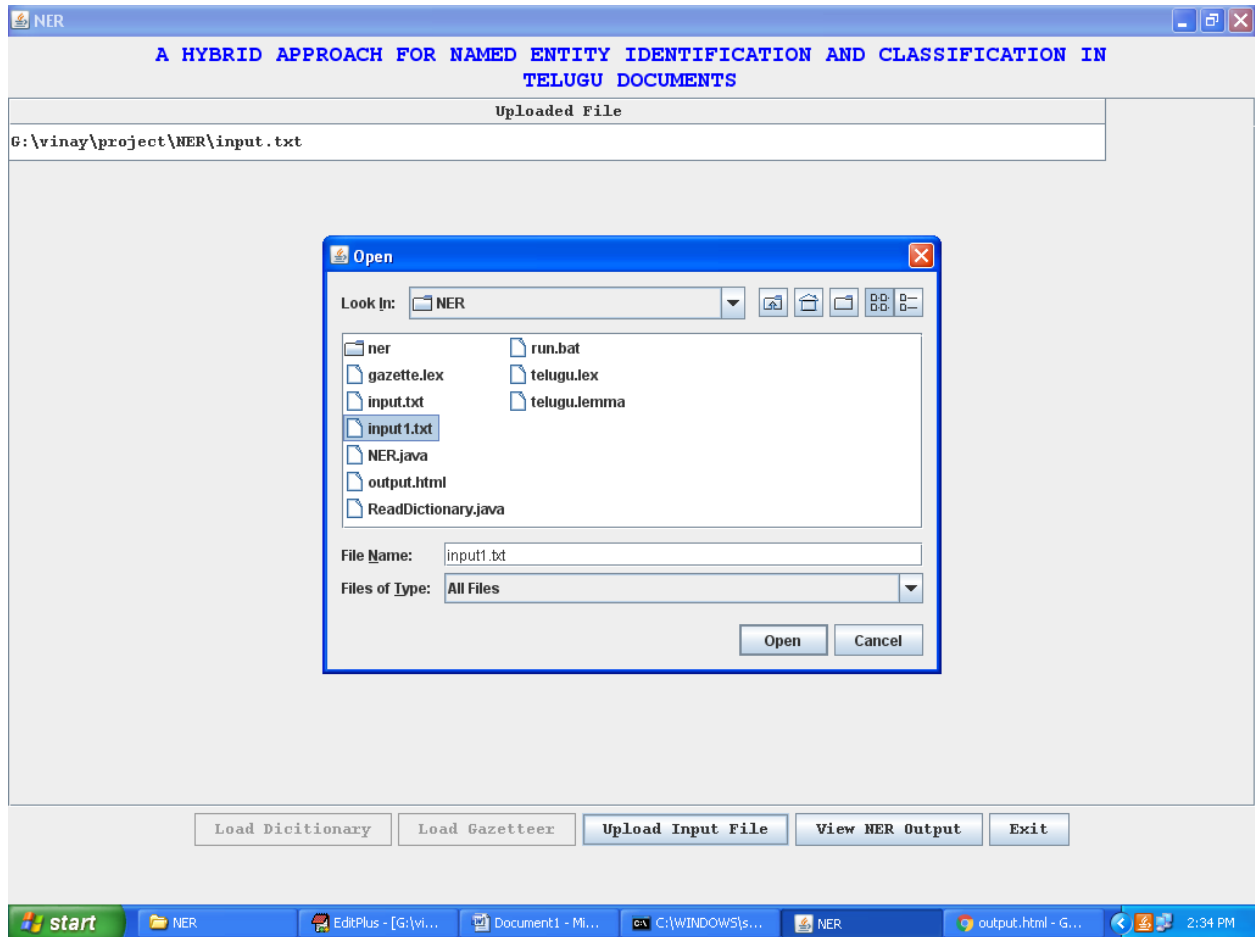 NER
A HYBRID APPROACH FOR NAMED ENTITY IDENTIFICATION AND CLASSIFICATION IN
TELUGU DOCUMENTS
Uploaded File
G:\vinay\project\NER\input.txt
Open
Look In: NER
ner
gazette.lex
input.txt
input1.txt
NER.java
output.html
ReadDictionary.java
run.bat
telugu.lex
telugu.lemma
File Name: input1.txt
Files of Type: All Files
Open Cancel
Load Dicitionary Load Gazetteer Upload Input File View NER Output Exit
start NER EditPlus - [G:\vi... Document1 - Mi... C:\WINDOWS\s... NER output.html - G... 2:34 PM